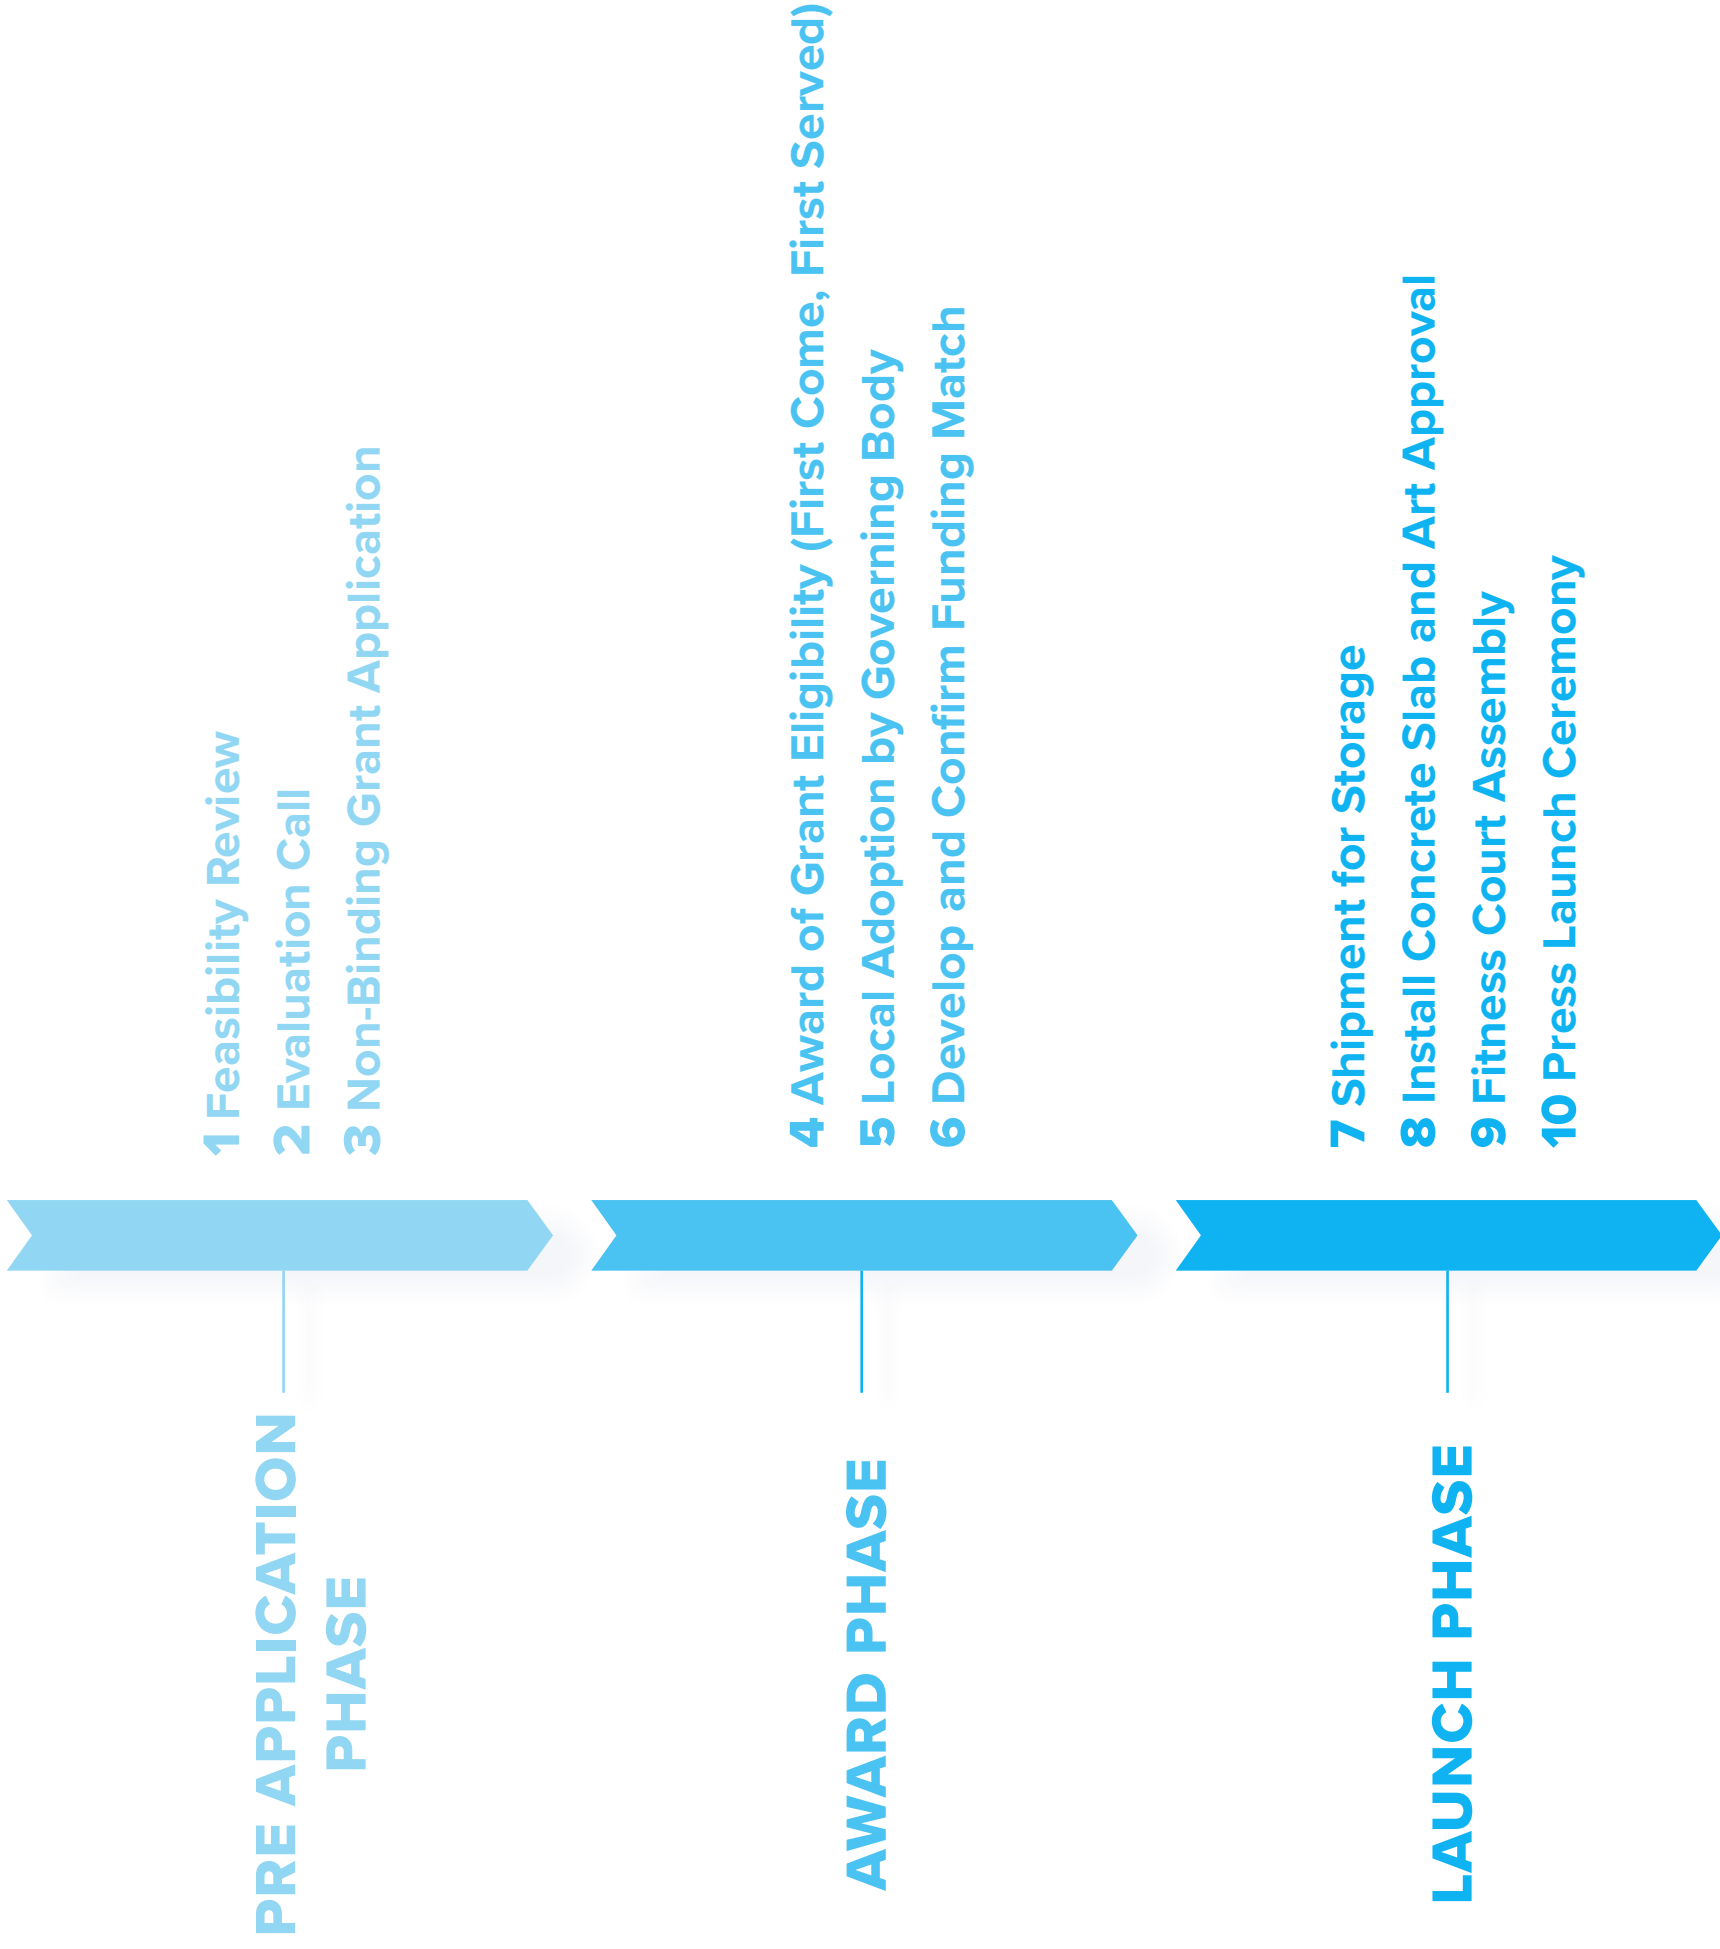 PRE APPLICATION
PHASE
1 Feasibility Review
2 Evaluation Call
3 Non-Binding Grant Application
AWARD PHASE
4 Award of Grant Eligibility (First Come, First Served)
5 Local Adoption by Governing Body
6 Develop and Confirm Funding Match
LAUNCH PHASE
7 Shipment for Storage
8 Install Concrete Slab and Art Approval
9 Fitness Court Assembly
10 Press Launch Ceremony